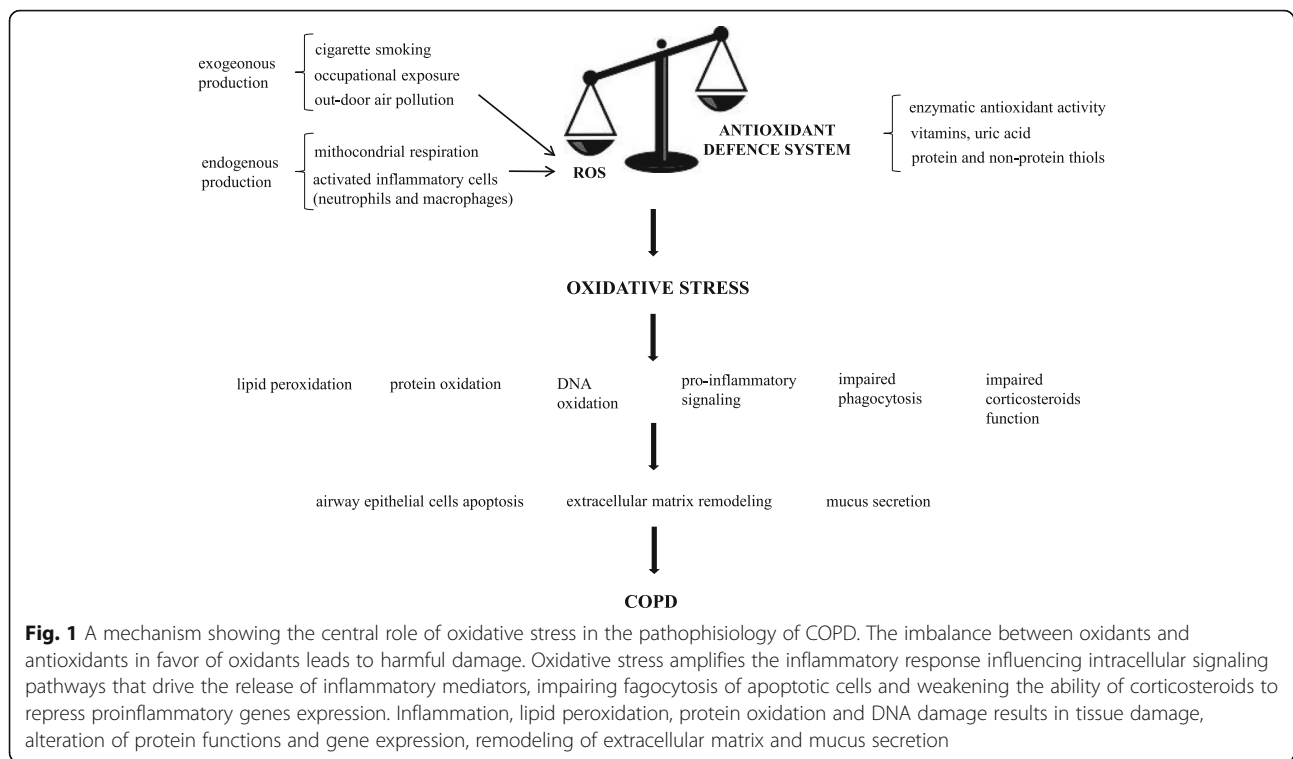 exogeonous
production
cigarette smoking
occupational exposure
out-door air pollution
endogenous
production
mithocondrial respiration
activated inflammatory cells
(neutrophils and macrophages)
ROS
ANTIOXIDANT
DEFENCE SYSTEM
enzymatic antioxidant activity
vitamins, uric acid
protein and non-protein thiols
OXIDATIVE STRESS
lipid peroxidation
protein oxidation
DNA
oxidation
pro-inflammatory
signaling
impaired
phagocytosis
impaired
corticosteroids
function
airway epithelial cells apoptosis
extracellular matrix remodeling
mucus secretion
COPD
Fig. 1 A mechanism showing the central role of oxidative stress in the pathophisiology of COPD. The imbalance between oxidants and
antioxidants in favor of oxidants leads to harmful damage. Oxidative stress amplifies the inflammatory response influencing intracellular signaling
pathways that drive the release of inflammatory mediators, impairing fagocytosis of apoptotic cells and weakening the ability of corticosteroids to
repress proinflammatory genes expression. Inflammation, lipid peroxidation, protein oxidation and DNA damage results in tissue damage,
alteration of protein functions and gene expression, remodeling of extracellular matrix and mucus secretion